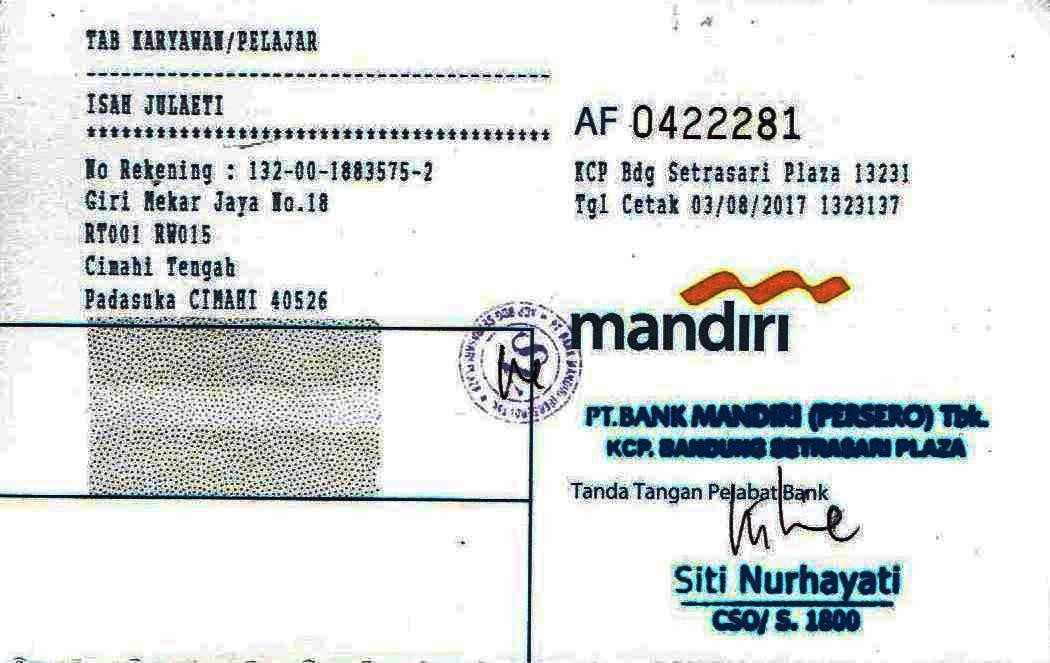 TAB KARYAWAN/PELAJAR
----------------------------------------
ISAH JULAETI
****************************************
No Rekening : 132-00-1883575-2
Giri Mekar Jaya No.18
RT001 RW015
Cimahi Tengah
Padasuka CIMAHI 40526
AF 0422281
KCP Bdg Setrasari Plaza 13231
Tgl Cetak 03/08/2017 1323137
mandiri
PT.BANK MANDIRI (PERSERO) Tbk.
KCP. BANDUNG SETRASARI PLAZA
Tanda Tangan Pejabat Bank
Siti Nurhayati
CSO/ S. 1800